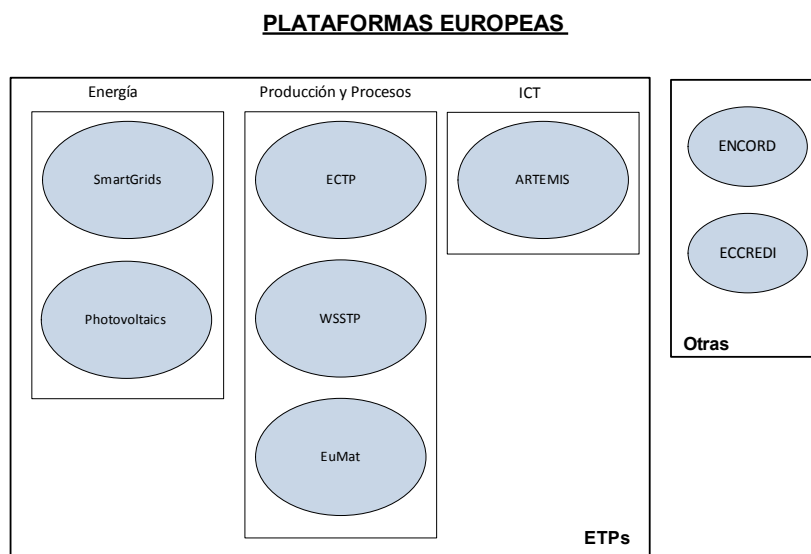 PLATAFORMAS EUROPEAS
Energía
SmartGrids
Photovoltaics
Producción y Procesos
ECTP
WSSTP
EuMat
ICT
ARTEMIS
ETPs
ENCORD
ECCREDI
Otras